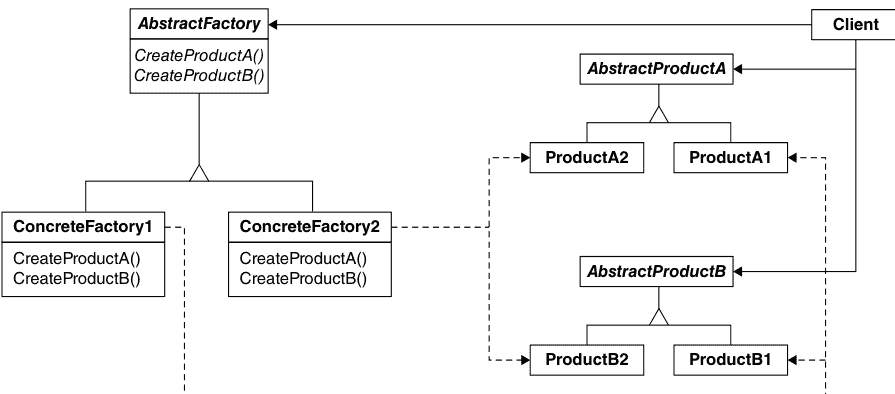 AbstractFactory
CreateProductA()
CreateProductB()
Client
AbstractProductA
ProductA2
ProductA1
ConcreteFactory1
CreateProductA()
CreateProductB()
ConcreteFactory2
CreateProductA()
CreateProductB()
AbstractProductB
ProductB2
ProductB1